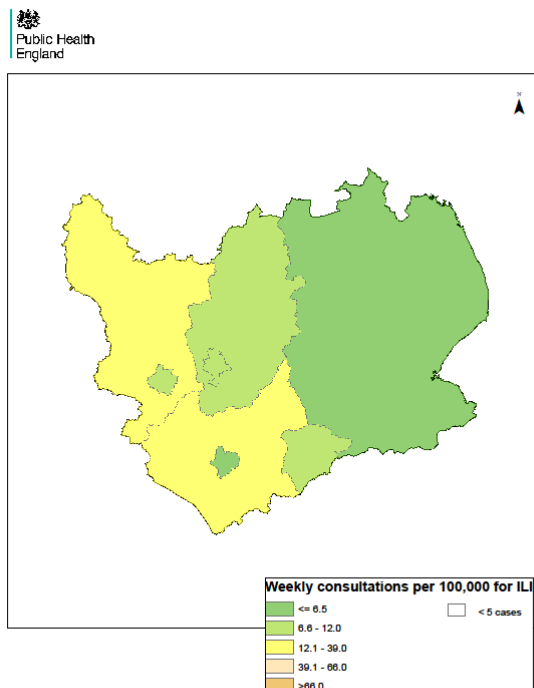 Public Health
England
N
Weekly consultations per 100,000 for ILI
<= 6.5
< 5 cases
6.6 - 12.0
12.1 - 39.0
39.1 - 66.0
>66.0